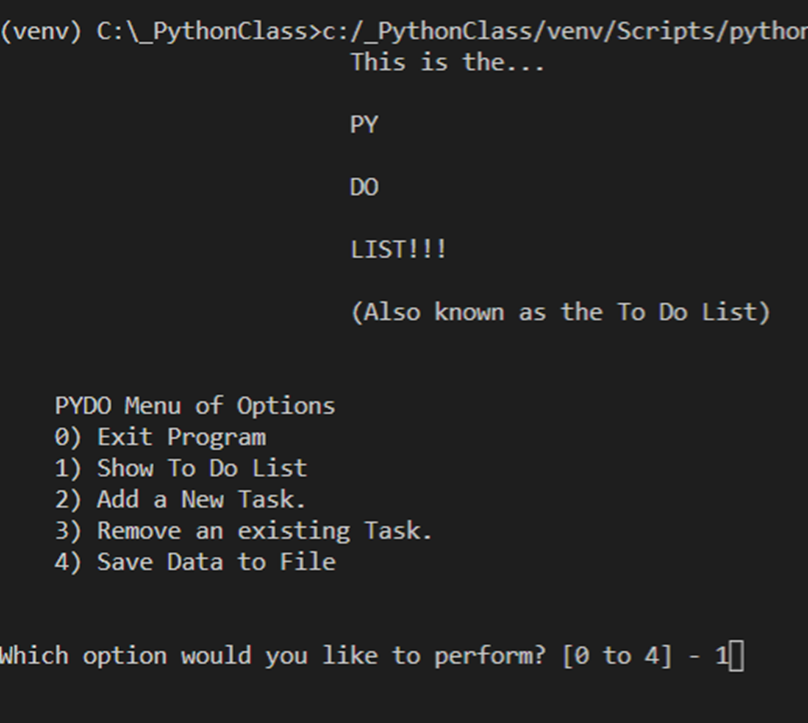 (venv) C:\_PythonClass>c:/_PythonClass/venv/Scripts/python
This is the...
PY
DO
LIST!!!
(Also known as the To Do List)
PYDO Menu of Options
0) Exit Program
1) Show To Do List
2) Add a New Task.
3) Remove an existing Task.
4) Save Data to File
Which option would you like to perform? [0 to 4] - 1